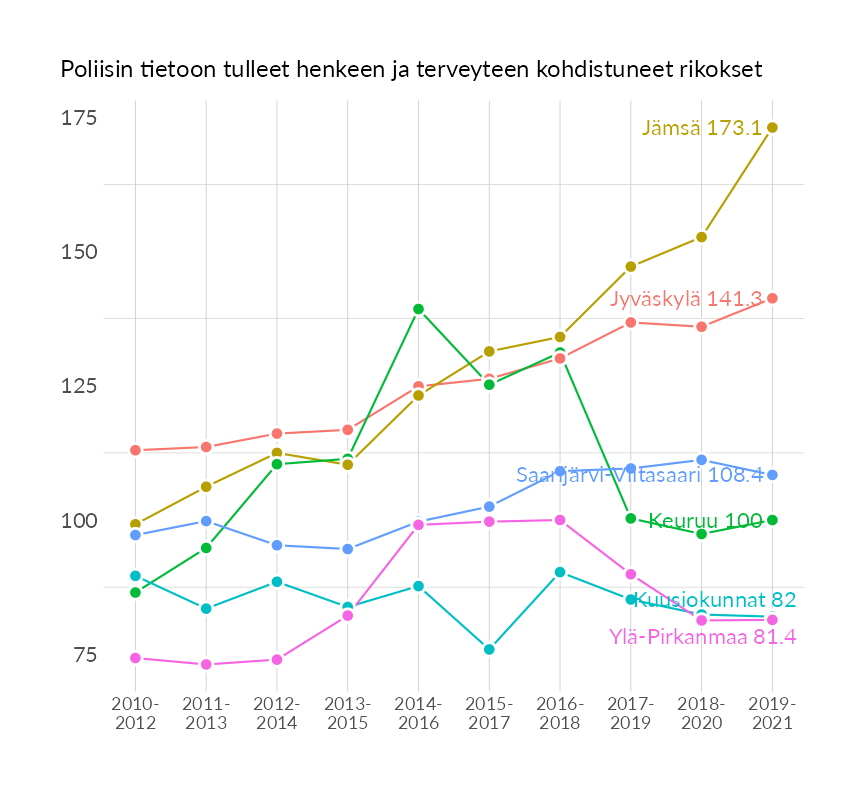 Poliisin tietoon tulleet henkeen ja terveyteen kohdistuneet rikokset
175
Jämsä 173.1
150
Jyväskylä 141.3
125
Saarijärvi-Viitasaari 108.4
100
Keuruu 100
Kuusiokunnat 82
Ylä-Pirkanmaa 81.4
75
2010- 2011- 2012- 2013- 2014- 2015- 2016- 2017- 2018- 2019-
2012 2013 2014 2015 2016 2017 2018 2019 2020 2021